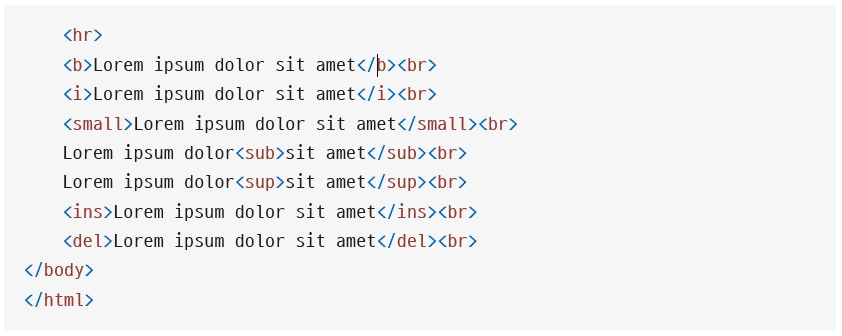 <hr>
<b>Lorem ipsum dolor sit amet</b><br>
<i>Lorem ipsum dolor sit amet</i><br>
<small>Lorem ipsum dolor sit amet</small><br>
Lorem ipsum dolor<sub>sit amet</sub><br>
Lorem ipsum dolor<sup>sit amet</sup><br>
<ins>Lorem ipsum dolor sit amet</ins><br>
<del>Lorem ipsum dolor sit amet</del><br>
</body>
</html>